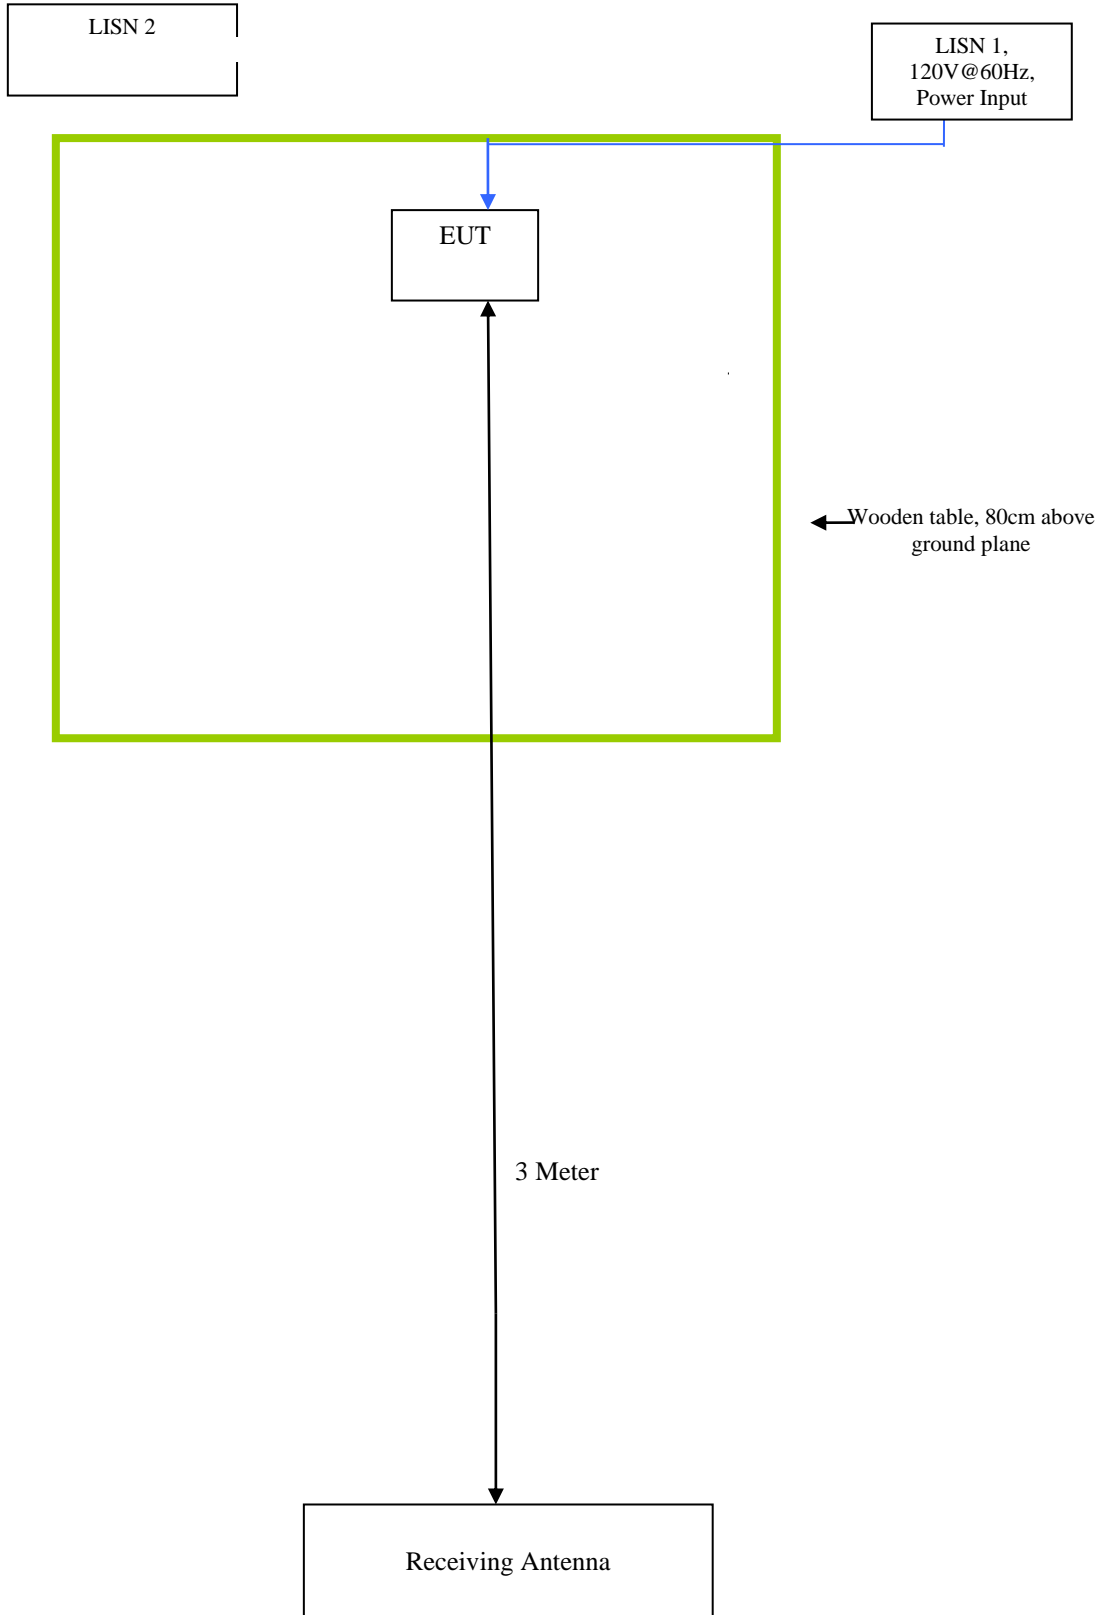 LISN 2
LISN 1,
120V@60Hz,
Power Input
EUT
Wooden table, 80cm above
ground plane
3 Meter
Receiving Antenna